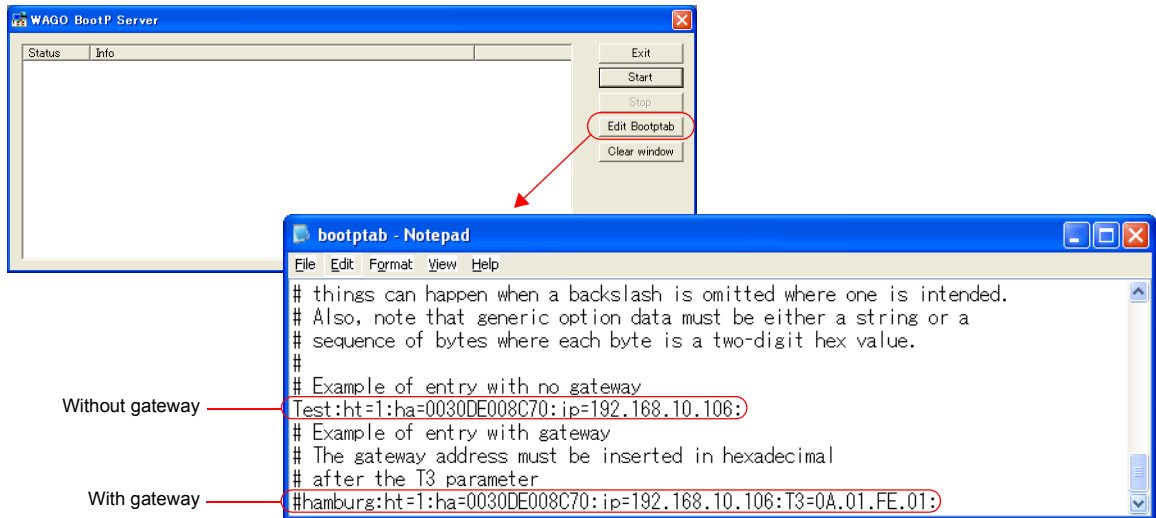 WAGO BootP Server
Status Info
Exit
Start
Stop
Edit Bootptab
Clear window
bootptab - Notepad
File Edit Format View Help
# things can happen when a backslash is omitted where one is intended.
# Also, note that generic option data must be either a string or a
# sequence of bytes where each byte is a two-digit hex value.
#
# Example of entry with no gateway
Without gateway
Test:ht=1:ha=0030DE008C70:ip=192.168.10.106:
# Example of entry with gateway
# The gateway address must be inserted in hexadecimal
# after the T3 parameter
With gateway
#hamburg:ht=1:ha=0030DE008C70:ip=192.168.10.106:T3=0A.01.FE.01: